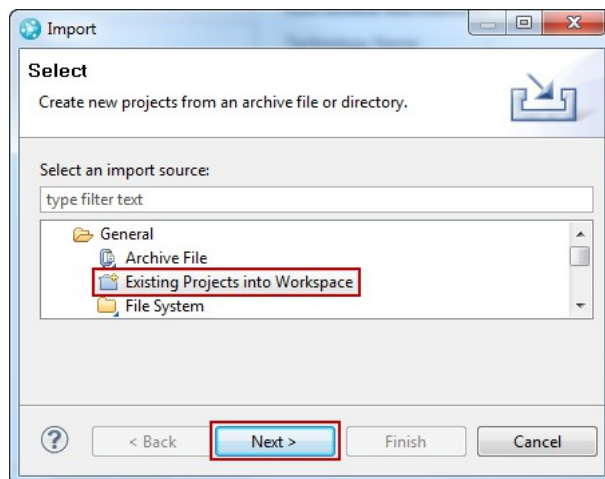 Import
Select
Create new projects from an archive file or directory.
Select an import source:
type filter text
General
Archive File
Existing Projects into Workspace
File System
?
< Back
Next >
Finish
Cancel